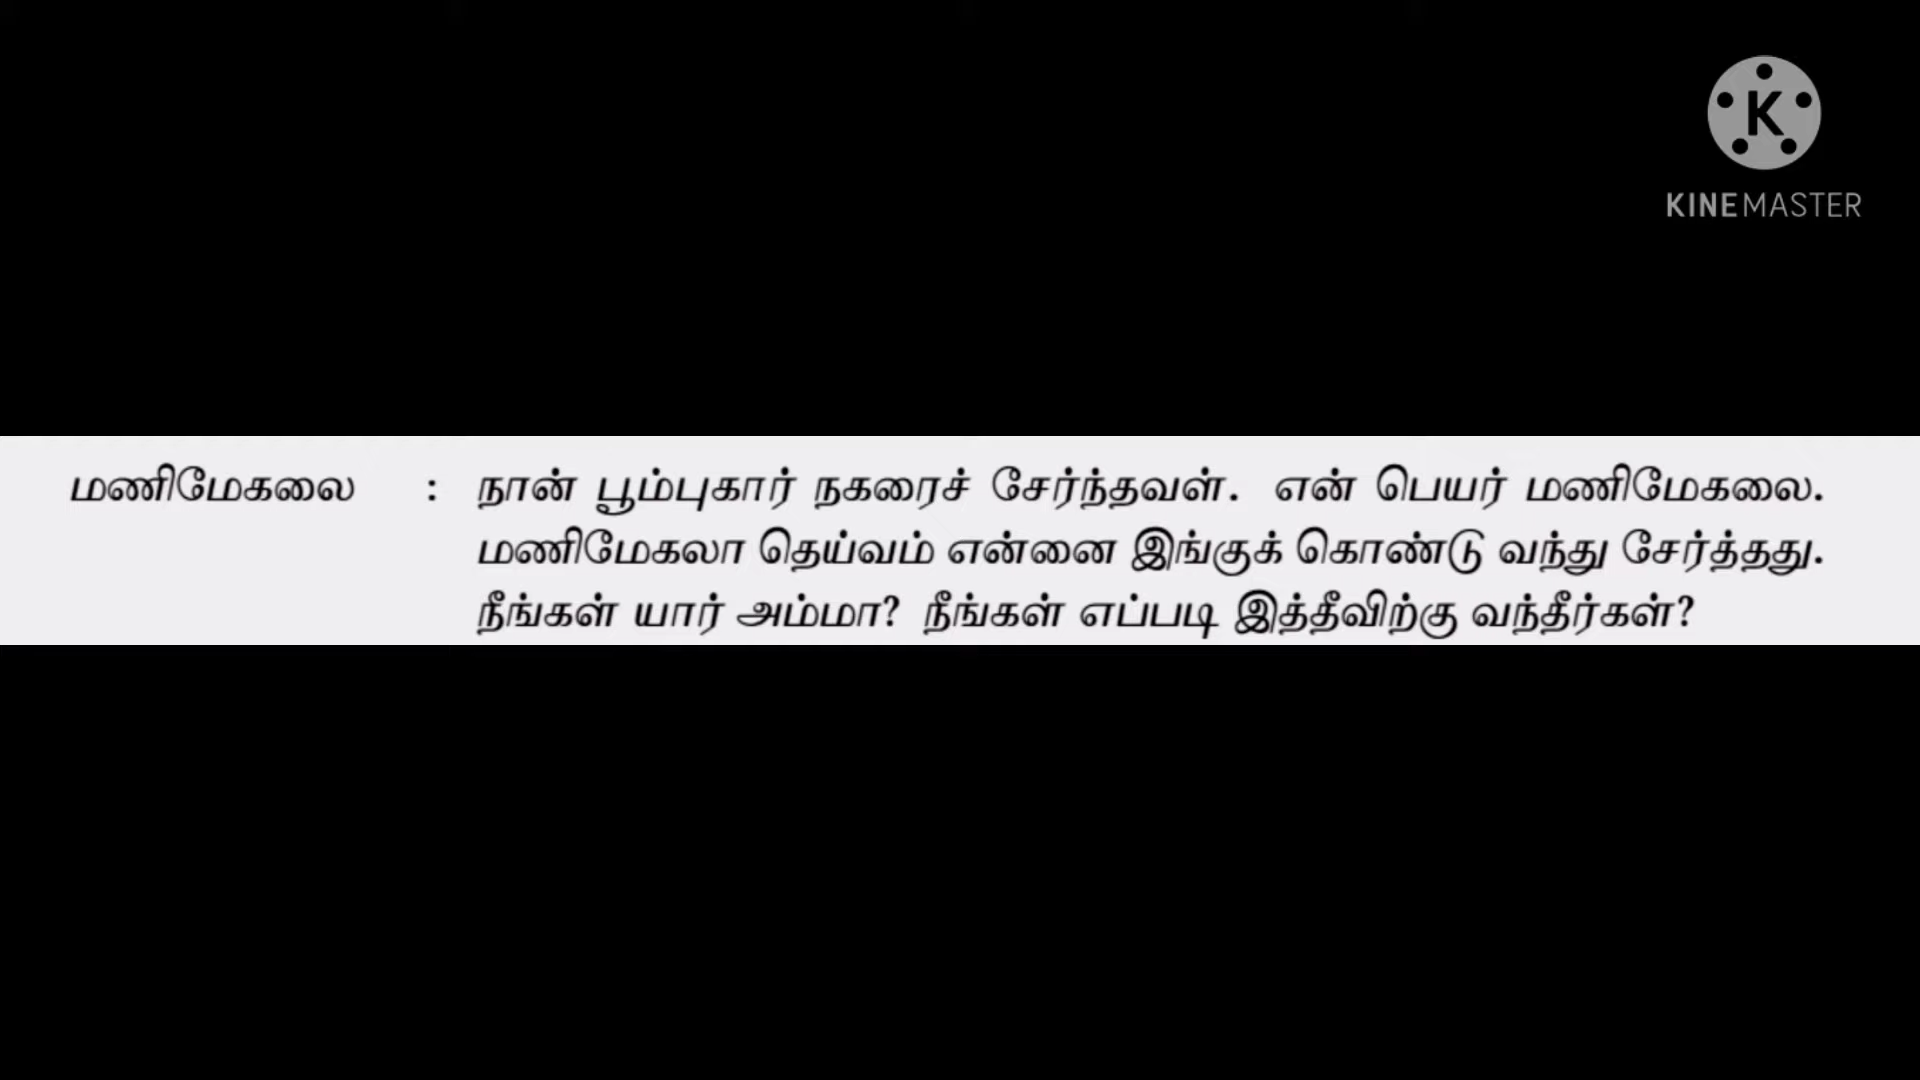 K
KINEMASTER
மணிமேகலை : நான் பூம்புகார் நகரைச் சேர்ந்தவள். என் பெயர் மணிமேகலை.
மணிமேகலா தெய்வம் என்னை இங்குக் கொண்டு வந்து சேர்த்தது.
நீங்கள் யார் அம்மா? நீங்கள் எப்படி இத்தீவிற்கு வந்தீர்கள்?